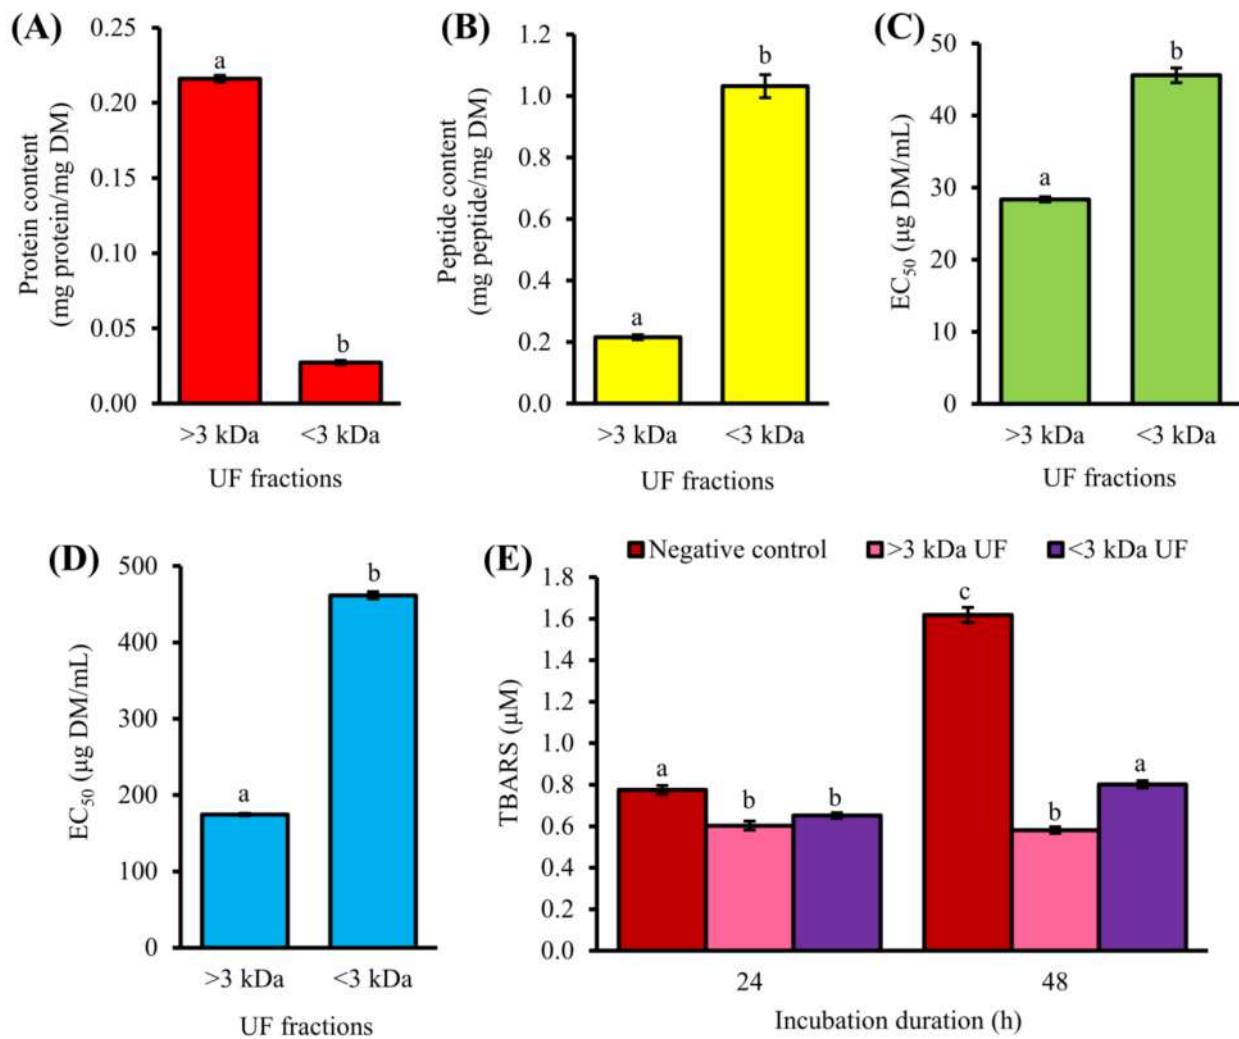 (A)
Protein content
(mg protein/mg DM)
0.25
0.20
0.15
0.10
0.05
0.00
a
b
>3 kDa <3 kDa
UF fractions
(B)
Peptide content
(mg peptide/mg DM)
1.2
1.0
0.8
0.6
0.4
0.2
0.0
a
b
>3 kDa <3 kDa
UF fractions
(C)
EC50 (µg DM/mL)
50
40
30
20
10
0
a
b
>3 kDa <3 kDa
UF fractions
(D)
EC50 (µg DM/mL)
500
400
300
200
100
0
a
b
>3 kDa <3 kDa
UF fractions
(E)
Negative control >3 kDa UF <3 kDa UF
TBARS (µM)
1.8
1.6
1.4
1.2
1.0
0.8
0.6
0.4
0.2
0.0
a b b c b a
24 48
Incubation duration (h)